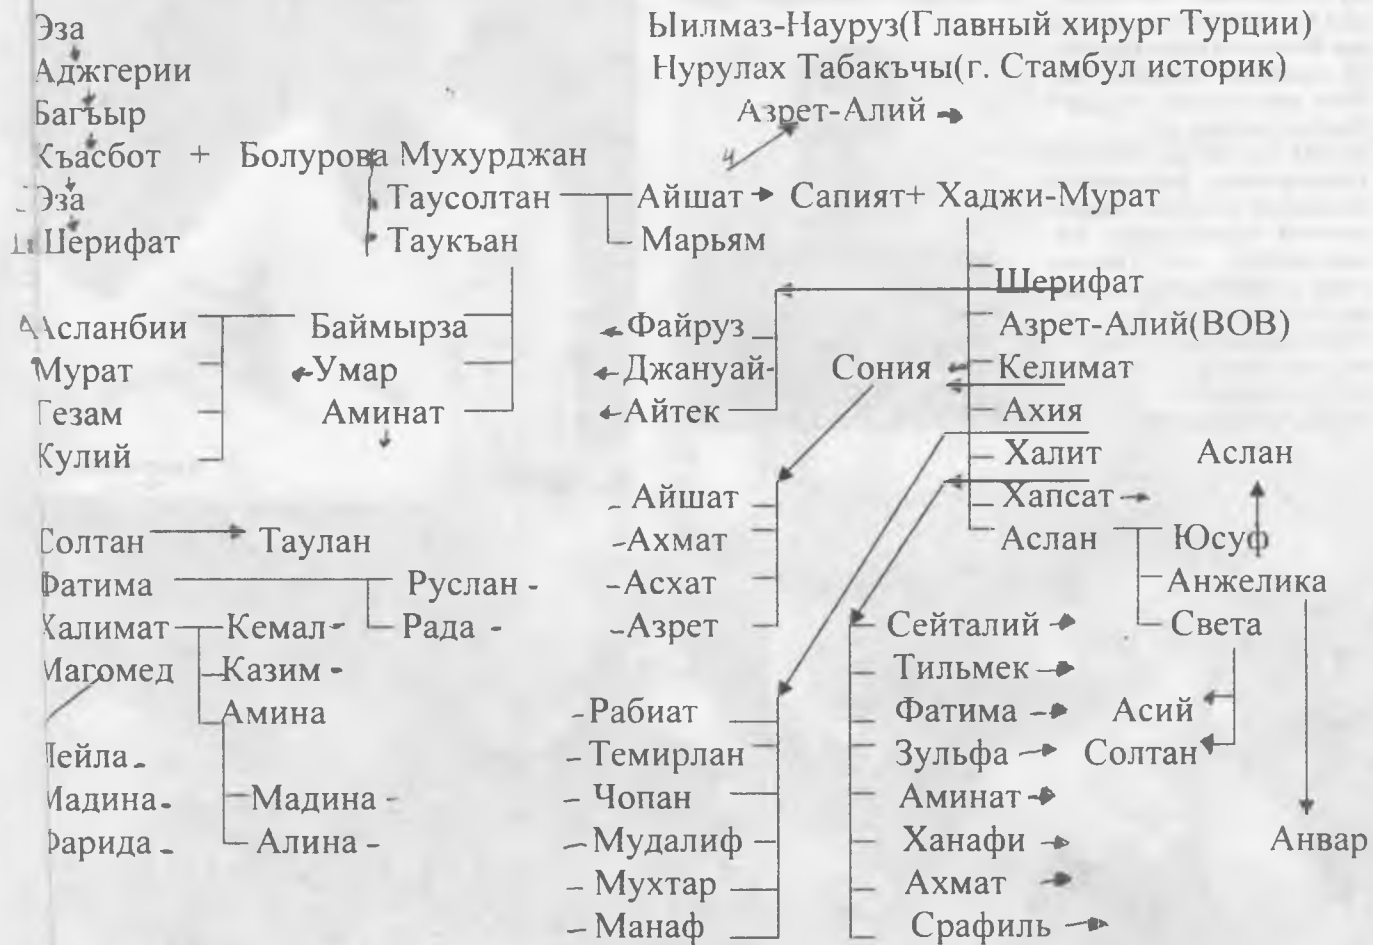 Эза Ыилмаз-Науруз(Главный хирург Турции)
Аджгерии Нурулах Табакъчы(г. Стамбул историк)
Багъыр Азрет-Алий
Къасбот + Болурова Мухурджан
Эза Таусолтан Айшат Сапият+ Хаджи-Мурат
Шерифат Таукъан Марьям
Шерифат
Асланбии Баймырза Файруз Азрет-Алий(ВОВ)
Мурат Умар Джануай- Сония Келимат
Гезам Аминат Айтек Ахия
Кулий Халит Аслан
Айшат Хапсат
Солтан Таулан -Ахмат Аслан Юсуф
Фатима Руслан - -Асхат Анжелика
Халимат Кемал- Рада - -Азрет Сейталий Света
Магомед Казим - Тильмек
Амина -Рабиат Фатима Асий
Лейла - - Темирлан Зульфа Солтан
Мадина - Мадина - - Чопан Аминат
Фарида - Алина - - Мудалиф Ханафи Анвар
- Мухтар Ахмат
- Манаф Срафиль